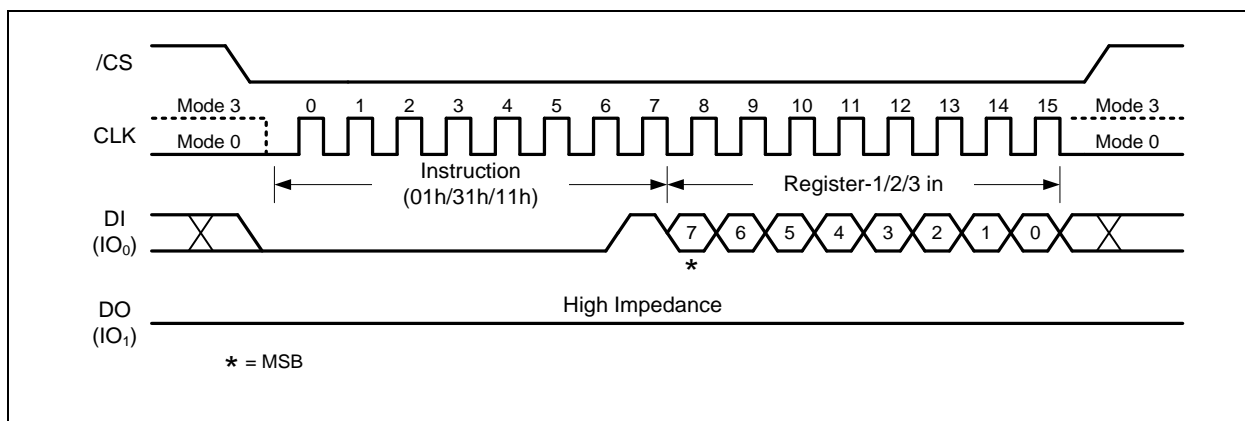 /CS
Mode 3 0 1 2 3 4 5 6 7 8 9 10 11 12 13 14 15 Mode 3
CLK
Mode 0 Mode 0
Instruction
(01h/31h/11h)
Register-1/2/3 in
DI
(IO₀)
7 6 5 4 3 2 1 0
*
High Impedance
DO
(IO₁)
* = MSB